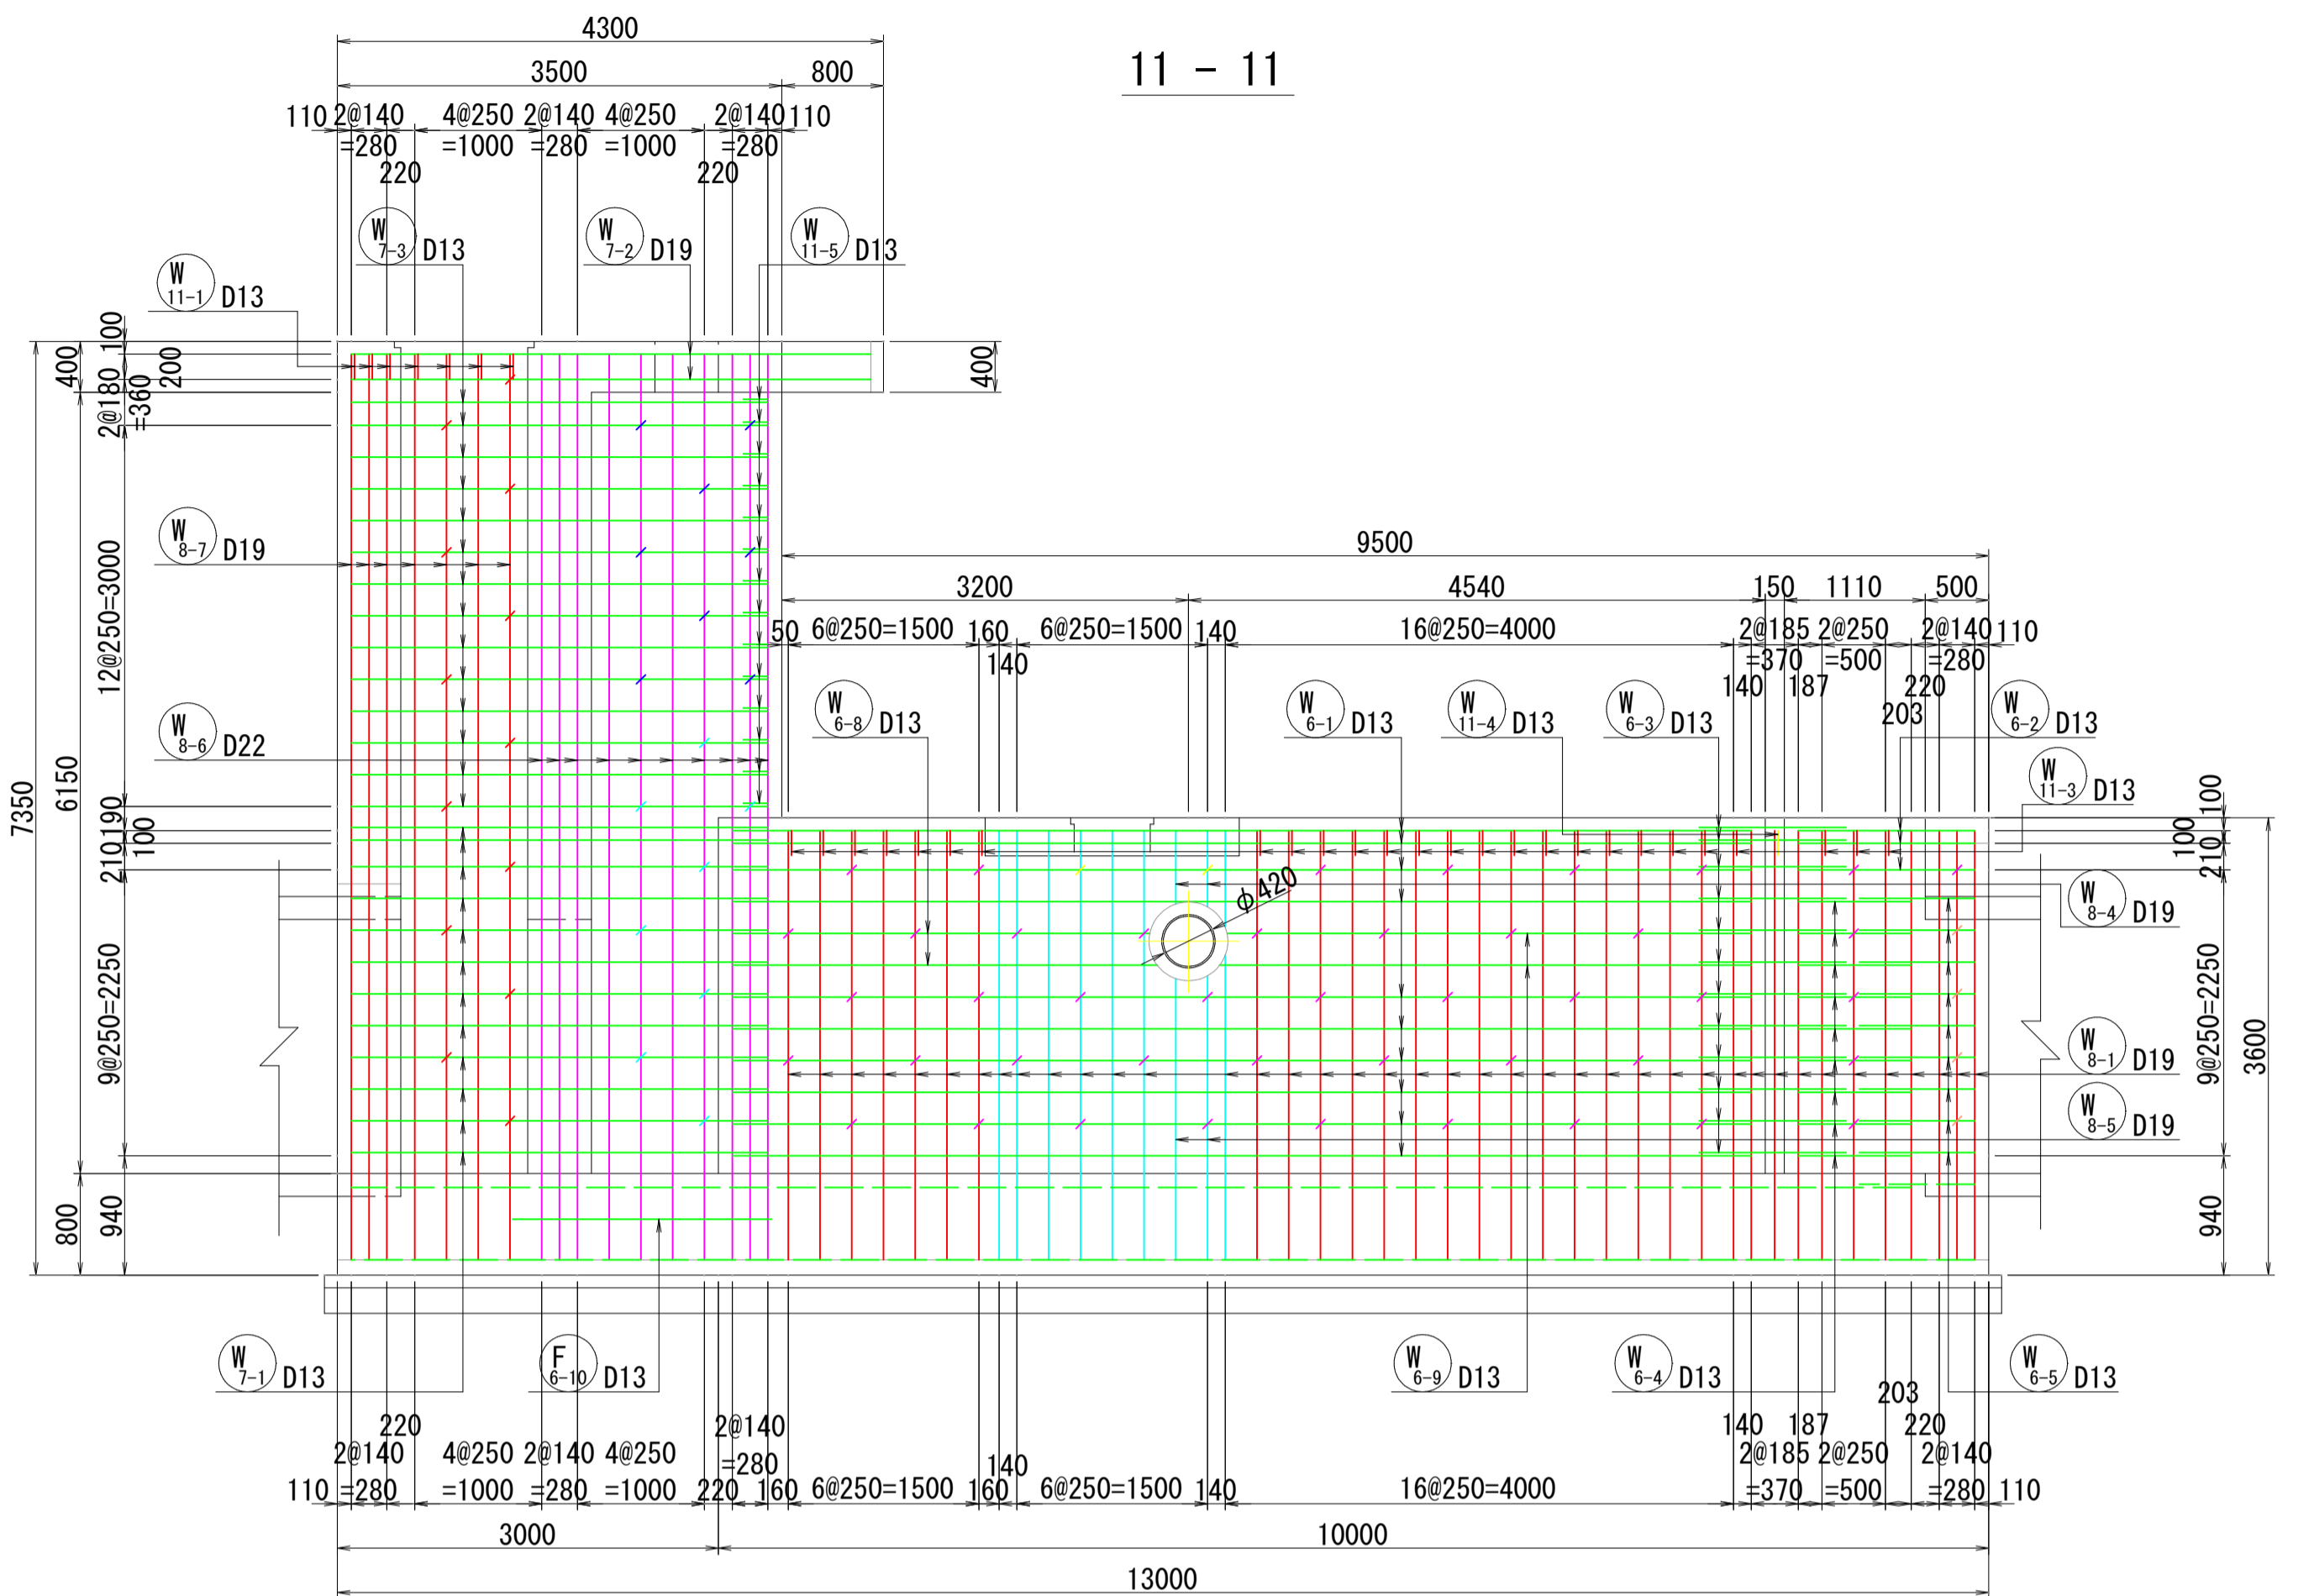 11 - 11
4300
3500
800
110
2@140
=280
220
4@250
=1000
2@140
=280
4@250
=1000
220
2@140
=280
110
W
7-3
D13
W
7-2
D19
W
11-5
D13
W
11-1
D13
100
400
200
2@180
=360
400
W
8-7
D19
12@250=3000
9500
3200
4540
150
1110
500
50
6@250=1500
160
140
6@250=1500
140
16@250=4000
140
2@185
=370
187
2@250
=500
203
220
2@140
=280
110
W
6-8
D13
W
6-1
D13
W
11-4
D13
W
6-3
D13
W
6-2
D13
W
8-6
D22
W
11-3
D13
7350
6150
190
100
210
100
100
210
φ420
W
8-4
D19
9@250=2250
9@250=2250
3600
W
8-1
D19
W
8-5
D19
800
940
940
W
7-1
D13
F
6-10
D13
W
6-9
D13
W
6-4
D13
W
6-5
D13
110
2@140
=280
220
4@250
=1000
2@140
=280
4@250
=1000
220
2@140
=280
160
6@250=1500
160
140
6@250=1500
140
16@250=4000
140
2@185
=370
187
2@250
=500
203
220
2@140
=280
110
3000
10000
13000